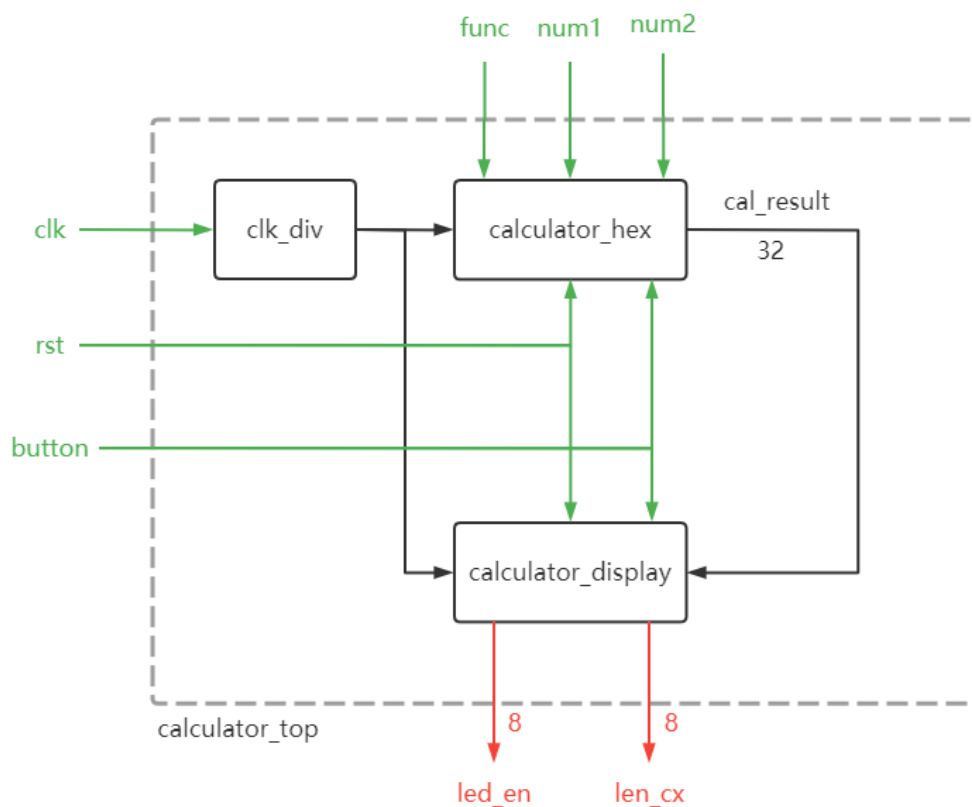 func num1 num2
clk
clk_div
calculator_hex
cal_result
32
rst
button
calculator_display
calculator_top
8
8
led_en
len_cx